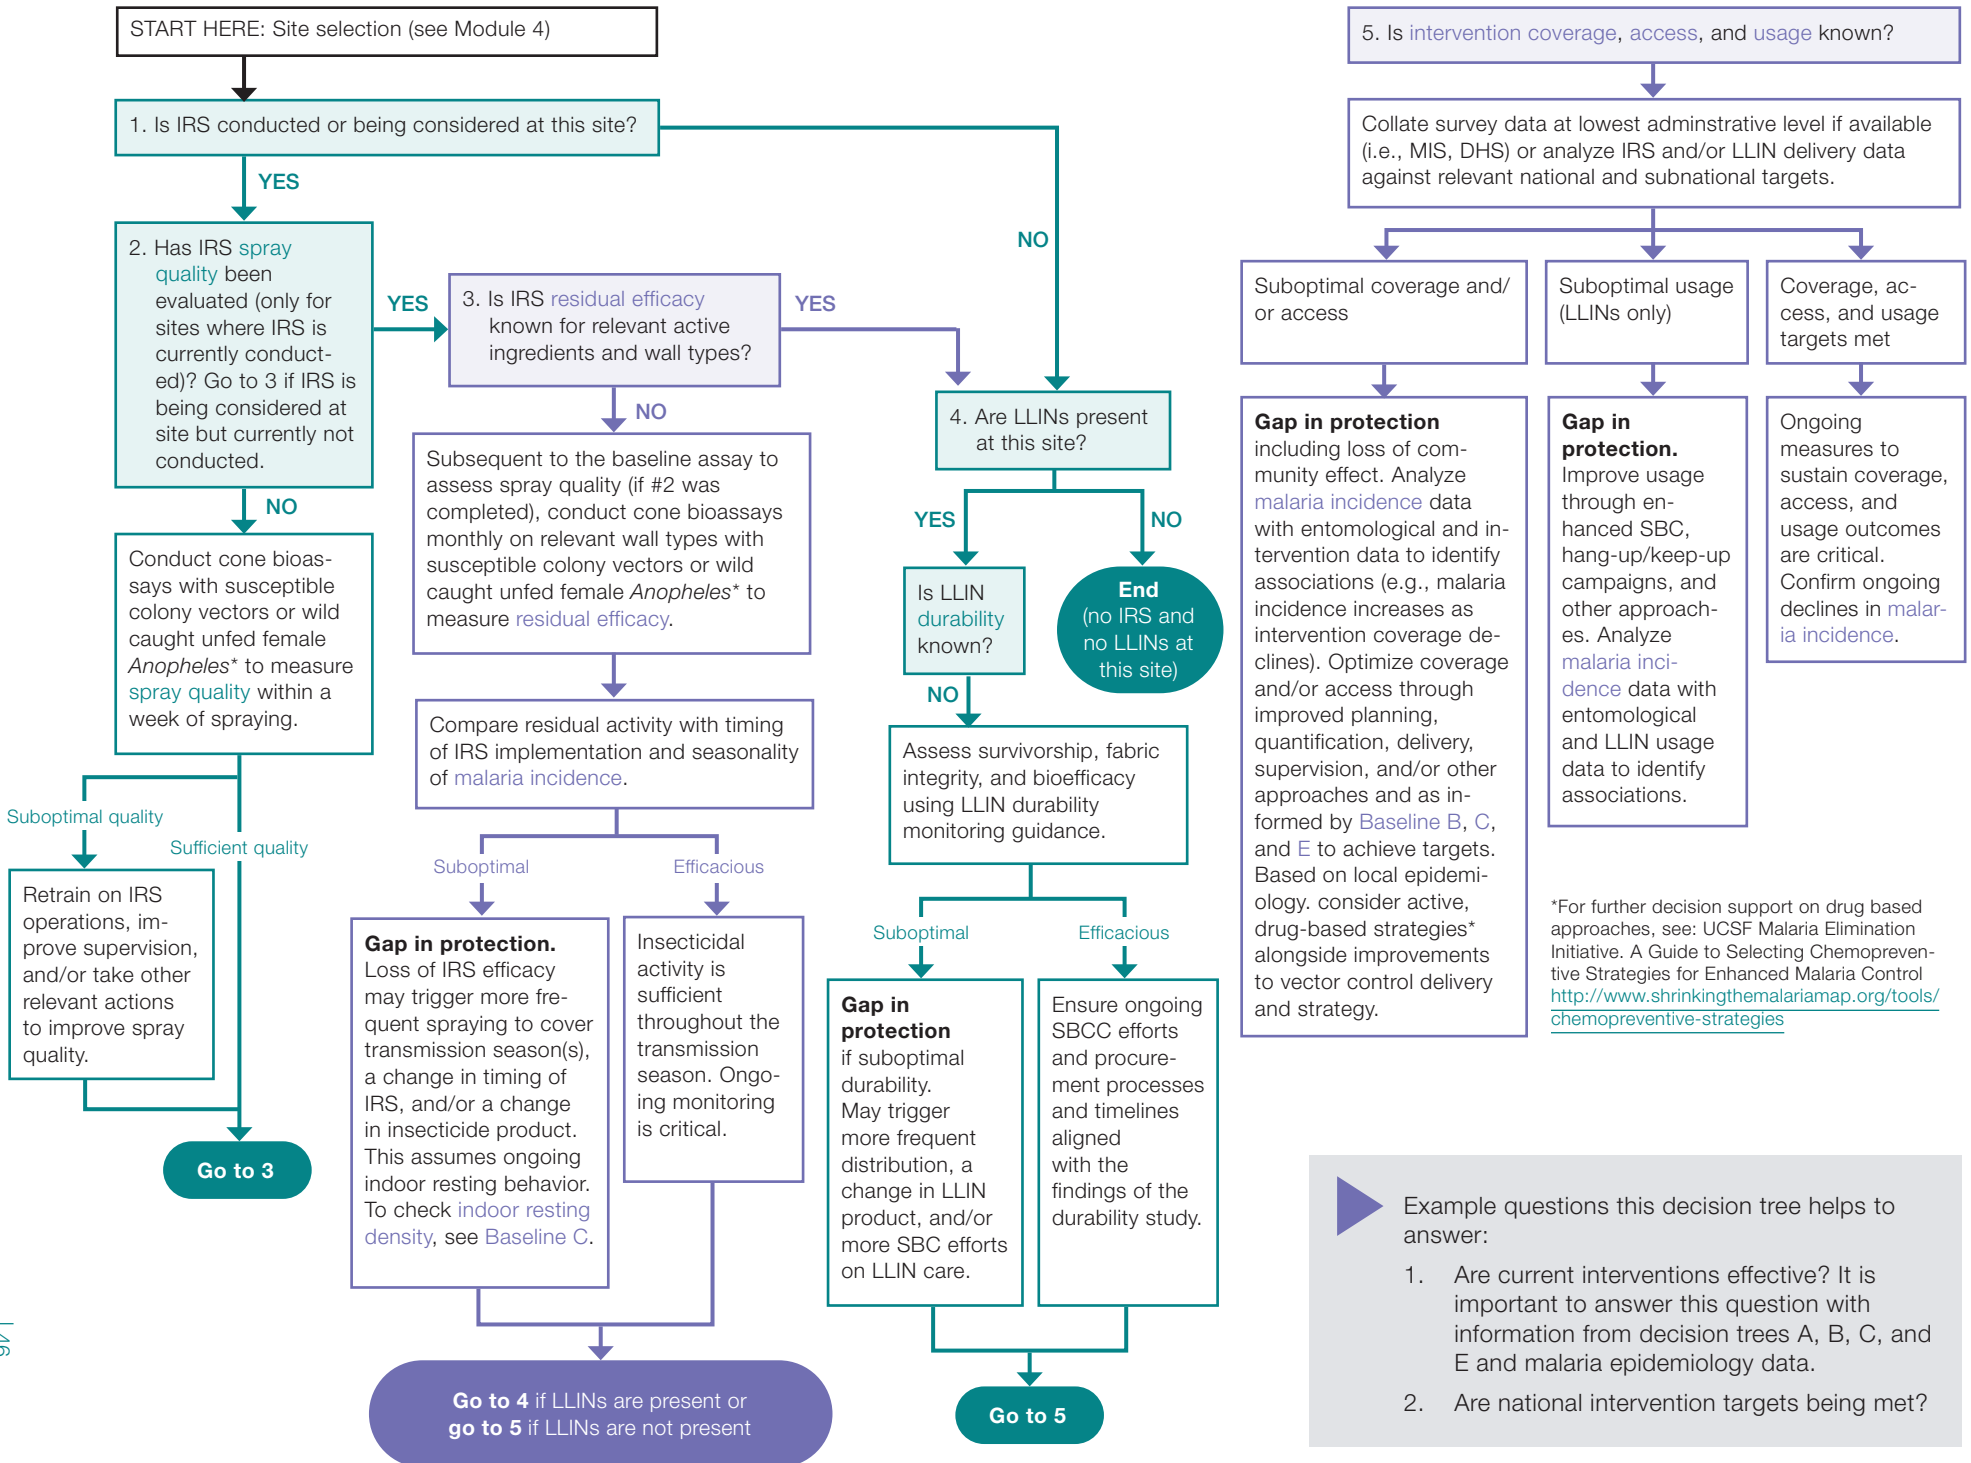 START HERE: Site selection (see Module 4)
1. Is IRS conducted or being considered at this site?
YES
NO
2. Has IRS spray
quality been
evaluated (only for
sites where IRS is
currently conduct-
ed)? Go to 3 if IRS is
being considered at
site but currently not
conducted.
YES
NO
Conduct cone bioas-
says with susceptible
colony vectors or wild
caught unfed female
Anopheles* to measure
spray quality within a
week of spraying.
Suboptimal quality
Sufficient quality
Retrain on IRS
operations, im-
prove supervision,
and/or take other
relevant actions
to improve spray
quality.
Go to 3
3. Is IRS residual efficacy
known for relevant active
ingredients and wall types?
YES
NO
Subsequent to the baseline assay to
assess spray quality (if #2 was
completed), conduct cone bioassays
monthly on relevant wall types with
susceptible colony vectors or wild
caught unfed female Anopheles* to
measure residual efficacy.
Compare residual activity with timing
of IRS implementation and seasonality
of malaria incidence.
Suboptimal
Efficacious
Gap in protection.
Loss of IRS efficacy
may trigger more fre-
quent spraying to cover
transmission season(s),
a change in timing of
IRS, and/or a change
in insecticide product.
This assumes ongoing
indoor resting behavior.
To check indoor resting
density, see Baseline C.
Insecticidal
activity is
sufficient
throughout the
transmission
season. Ongo-
ing monitoring
is critical.
Go to 4 if LLINs are present or
go to 5 if LLINs are not present
4. Are LLINs present
at this site?
YES
NO
Is LLIN
durability
known?
End
(no IRS and
no LLINs at
this site)
NO
Assess survivorship, fabric
integrity, and bioefficacy
using LLIN durability
monitoring guidance.
Suboptimal
Efficacious
Gap in
protection
if suboptimal
durability.
May trigger
more frequent
distribution, a
change in LLIN
product, and/or
more SBC efforts
on LLIN care.
Ensure ongoing
SBCC efforts
and procure-
ment processes
and timelines
aligned
with the
findings of the
durability study.
Go to 5
5. Is intervention coverage, access, and usage known?
Collate survey data at lowest adminstrative level if available
(i.e., MIS, DHS) or analyze IRS and/or LLIN delivery data
against relevant national and subnational targets.
Suboptimal coverage and/
or access
Suboptimal usage
(LLINs only)
Coverage, ac-
cess, and usage
targets met
Gap in protection
including loss of com-
munity effect. Analyze
malaria incidence data
with entomological and in-
tervention data to identify
associations (e.g., malaria
incidence increases as
intervention coverage de-
clines). Optimize coverage
and/or access through
improved planning,
quantification, delivery,
supervision, and/or other
approaches and as in-
formed by Baseline B, C,
and E to achieve targets.
Based on local epidemi-
ology. consider active,
drug-based strategies*
alongside improvements
to vector control delivery
and strategy.
Gap in
protection.
Improve usage
through en-
hanced SBC,
hang-up/keep-up
campaigns, and
other approach-
es. Analyze
malaria inci-
dence data with
entomological
and LLIN usage
data to identify
associations.
Ongoing
measures to
sustain coverage,
access, and
usage outcomes
are critical.
Confirm ongoing
declines in malar-
ia incidence.
*For further decision support on drug based
approaches, see: UCSF Malaria Elimination
Initiative. A Guide to Selecting Chemopreven-
tive Strategies for Enhanced Malaria Control
http://www.shrinkingthemalariamap.org/tools/
chemopreventive-strategies
Example questions this decision tree helps to
answer:
1. Are current interventions effective? It is
important to answer this question with
information from decision trees A, B, C, and
E and malaria epidemiology data.
2. Are national intervention targets being met?
| 46